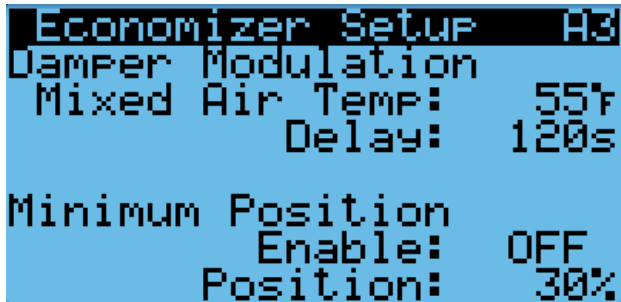 Economizer Setup A3
Damper Modulation
Mixed Air Temp: 55°F
Delay: 120s
Minimum Position
Enable: OFF
Position: 30%